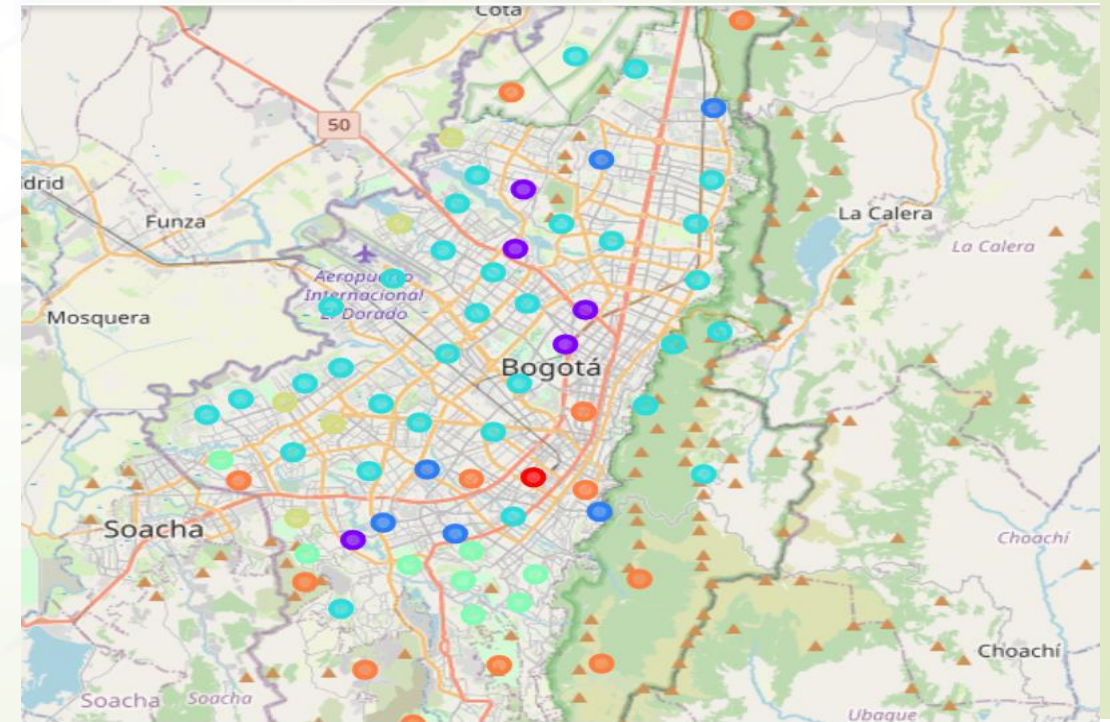 Cota
50
drid
Funza
La Calera
La Calera
Aeropuerto
Internacional
El Dorado
Mosquera
Bogotá
Soacha
Choachí
Choachí
Soacha
Soacha
Ubaque